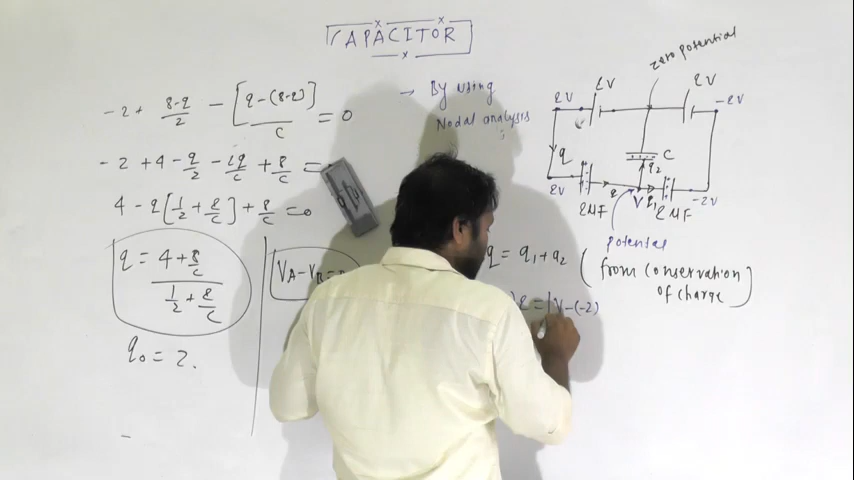 CAPACITOR
-2 + 8-q/2 - [q-(8-q)]/C = 0
-2 + 4 - q/2 - 2q/C + 8/C =
4 - q[1/2 + 2/C] + 8/C = 0
q = 4 + 8/C / 1/2 + 2/C
q₀ = 2.
VA - VB =
→ By using
Nodal analysis
zero potential
2V 2V 2V -2V
q C q₂
2V 2MF q V q₁ 2MF -2V
potential
q = q₁ + q₂ (from conservation
of charge)
2 = [V-(-2)